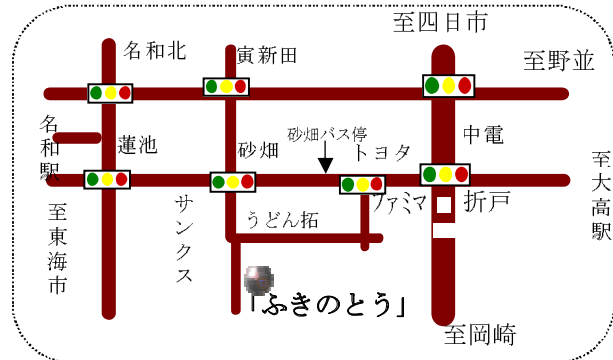 至四日市
名和北
寅新田
至野並
名和駅
蓮池
砂畑
砂畑バス停
トヨタ
中電
至大高駅
至東海市
サンクス
うどん拓
ファミマ
折戸
「ふきのとう」
至岡崎